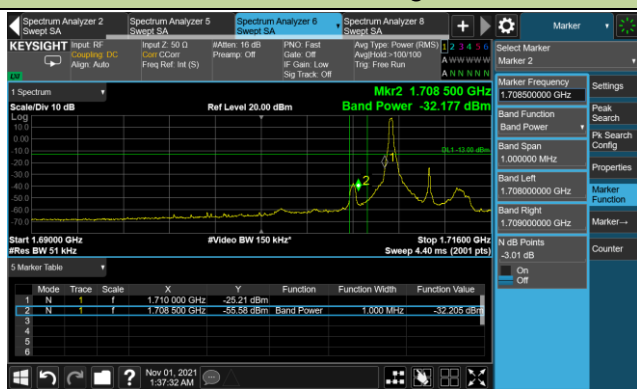 Spectrum Analyzer 2 Spectrum Analyzer 5 Spectrum Analyzer 6 Spectrum Analyzer 8 + Marker
Swept SA Swept SA Swept SA Swept SA
KEYSIGHT Input: RF Input Z: 50 Ω #Atten: 16 dB PNO: Fast Avg Type: Power (RMS) 1 2 3 4 5 6
Coupling: DC Corr CCorr Preamp: Off Gate: Off Avg|Hold:>100/100 A W W W W W
Align: Auto Freq Ref: Int (S) IF Gain: Low Trig: Free Run
Sig Track: Off A N N N N N
Select Marker
Marker 2
1 Spectrum Mkr2 1.708 500 GHz
Scale/Div 10 dB Ref Level 20.00 dBm Band Power -32.177 dBm
Log
10.0
0.00
-10.0
DL1 -13.00 dBm
-20.0
-30.0
-40.0
-50.0
-60.0
-70.0
1
2
Start 1.69000 GHz #Video BW 150 kHz* Stop 1.71600 GHz
#Res BW 51 kHz Sweep 4.40 ms (2001 pts)
5 Marker Table
Mode Trace Scale X Y Function Function Width Function Value
1 N 1 f 1.710 000 GHz -25.21 dBm
2 N 1 f 1.708 500 GHz -55.58 dBm Band Power 1.000 MHz -32.205 dBm
3
4
5
6
Marker Frequency
1.708500000 GHz
Band Function
Band Power
Band Span
1.000000 MHz
Band Left
1.708000000 GHz
Band Right
1.709000000 GHz
N dB Points
-3.01 dB
On
Off
Settings
Peak
Search
Pk Search
Config
Properties
Marker
Function
Marker→
Counter
? Nov 01, 2021
1:37:32 AM